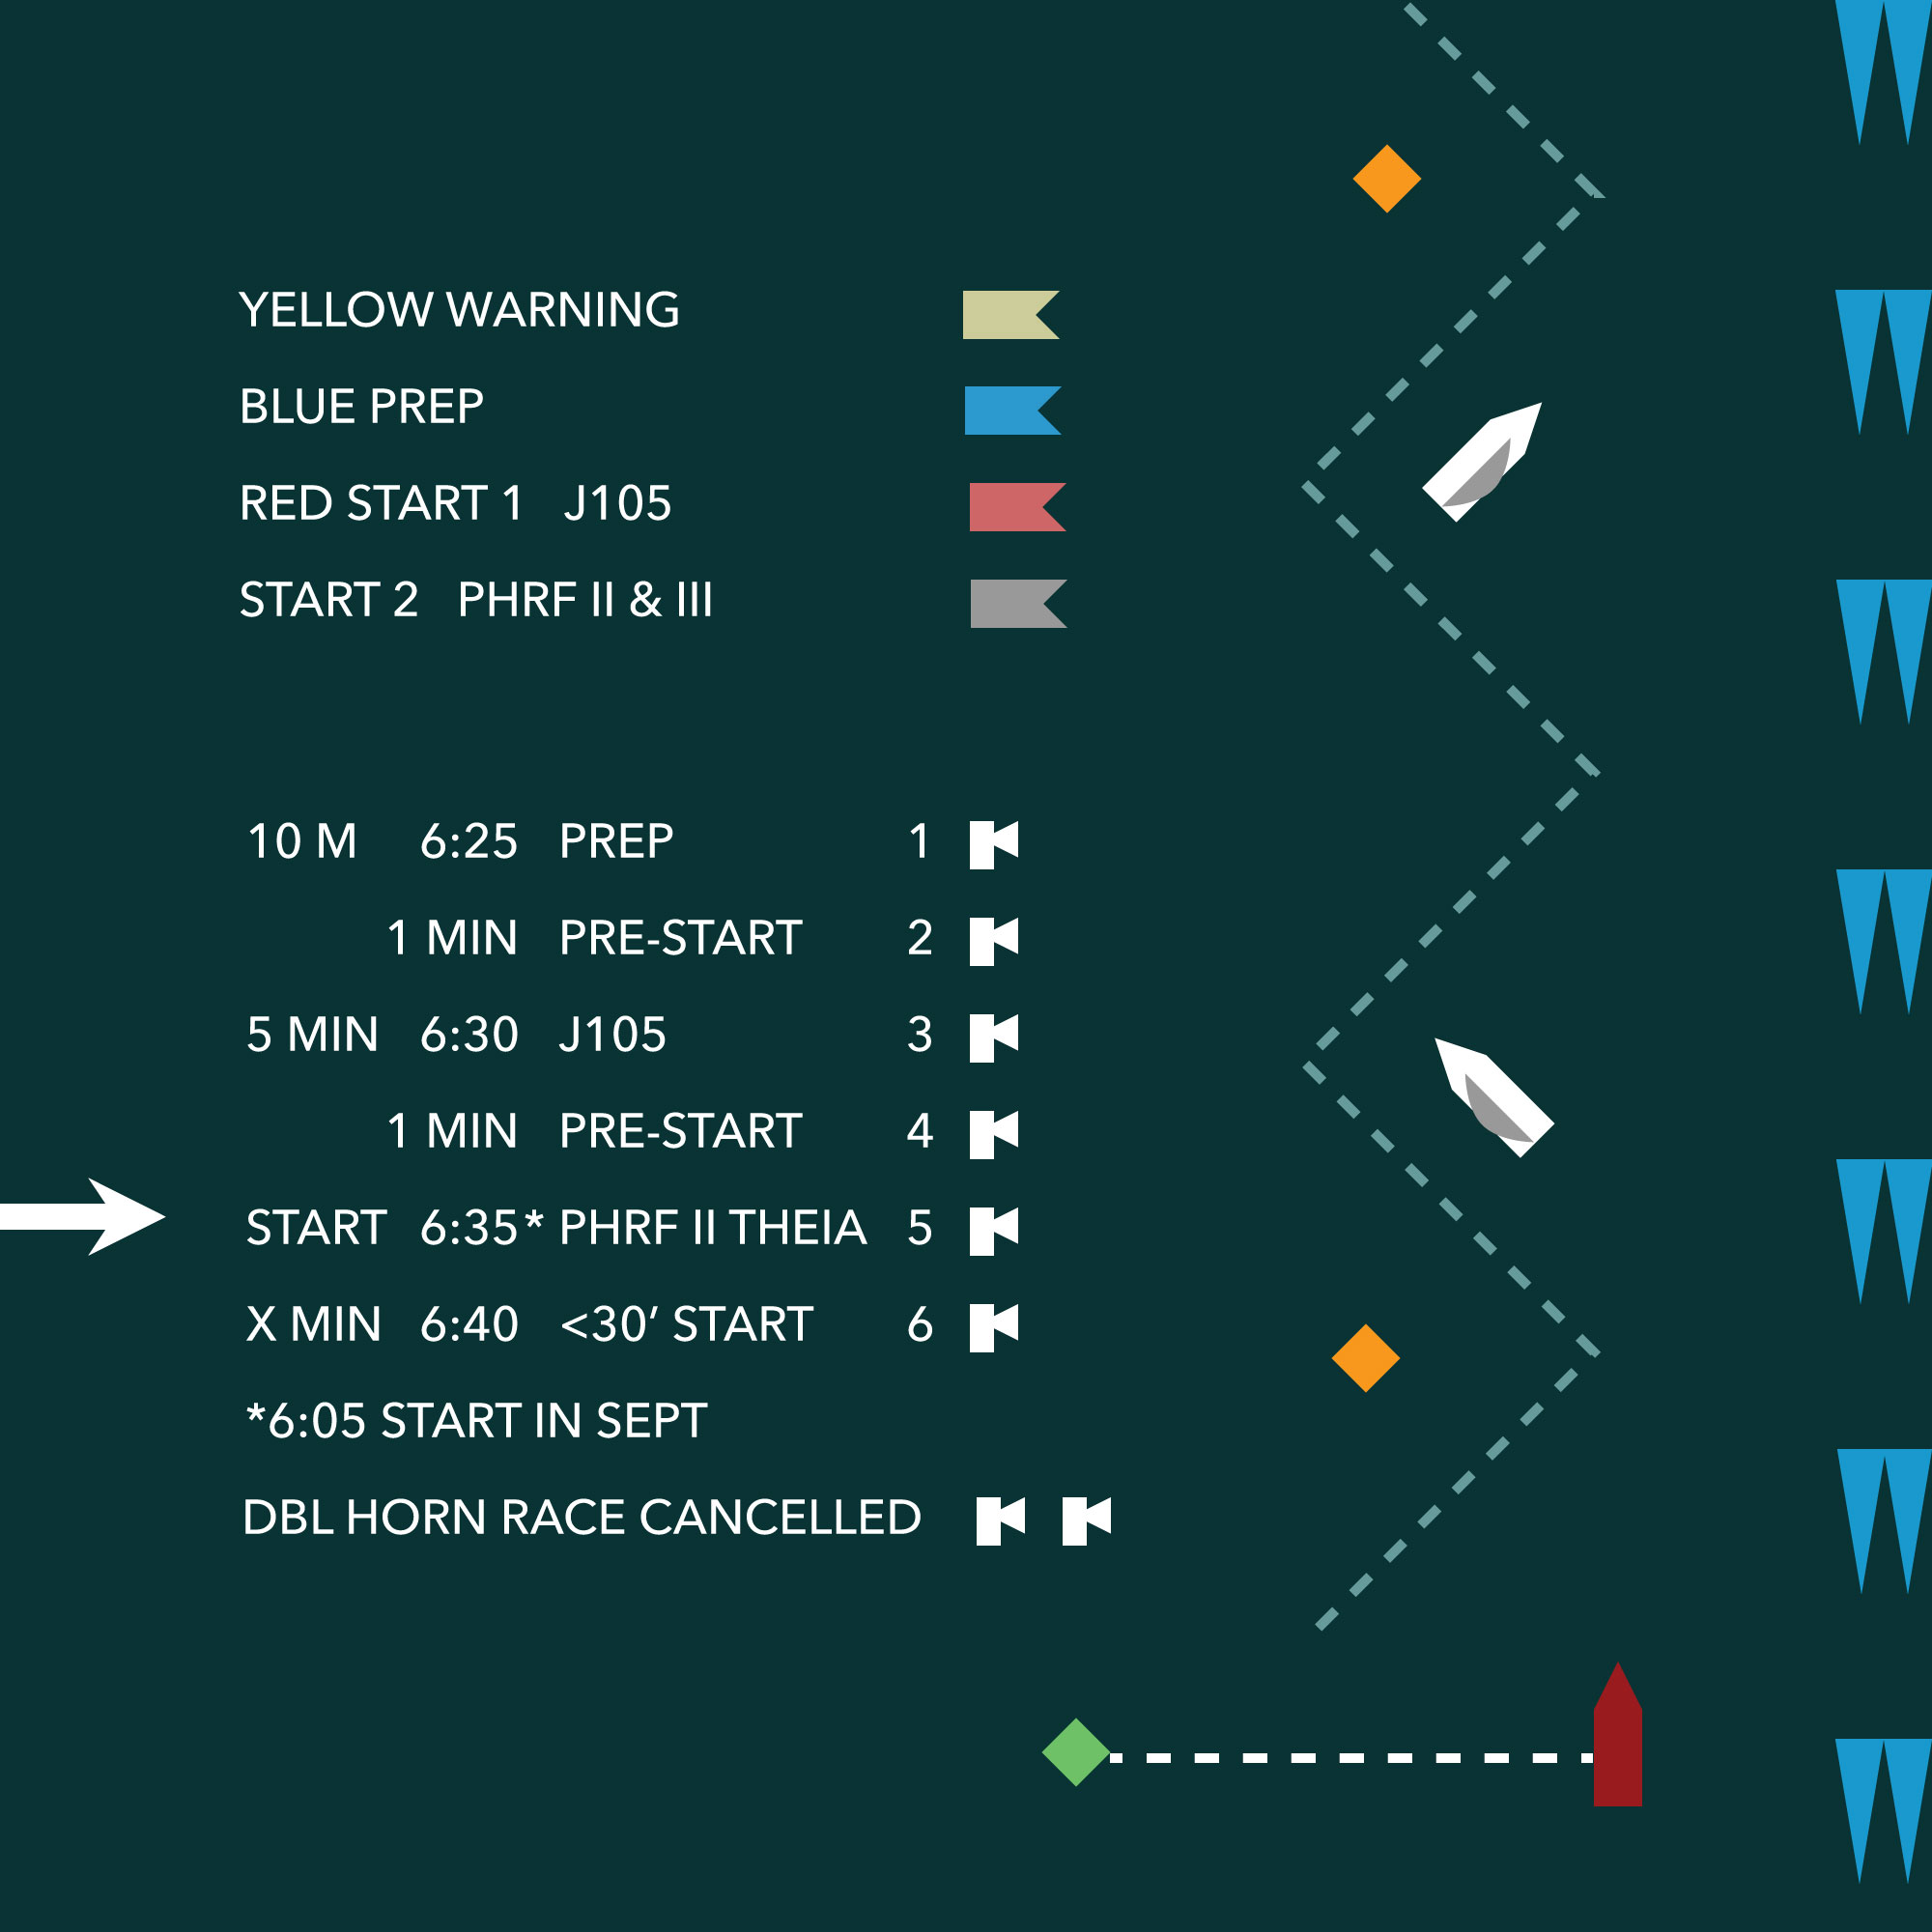 YELLOW WARNING
BLUE PREP
RED START 1 J105
START 2 PHRF II & III
10 M 6:25 PREP 1
1 MIN PRE-START 2
5 MIN 6:30 J105 3
1 MIN PRE-START 4
START 6:35* PHRF II THEIA 5
X MIN 6:40 <30′ START 6
*6:05 START IN SEPT
DBL HORN RACE CANCELLED